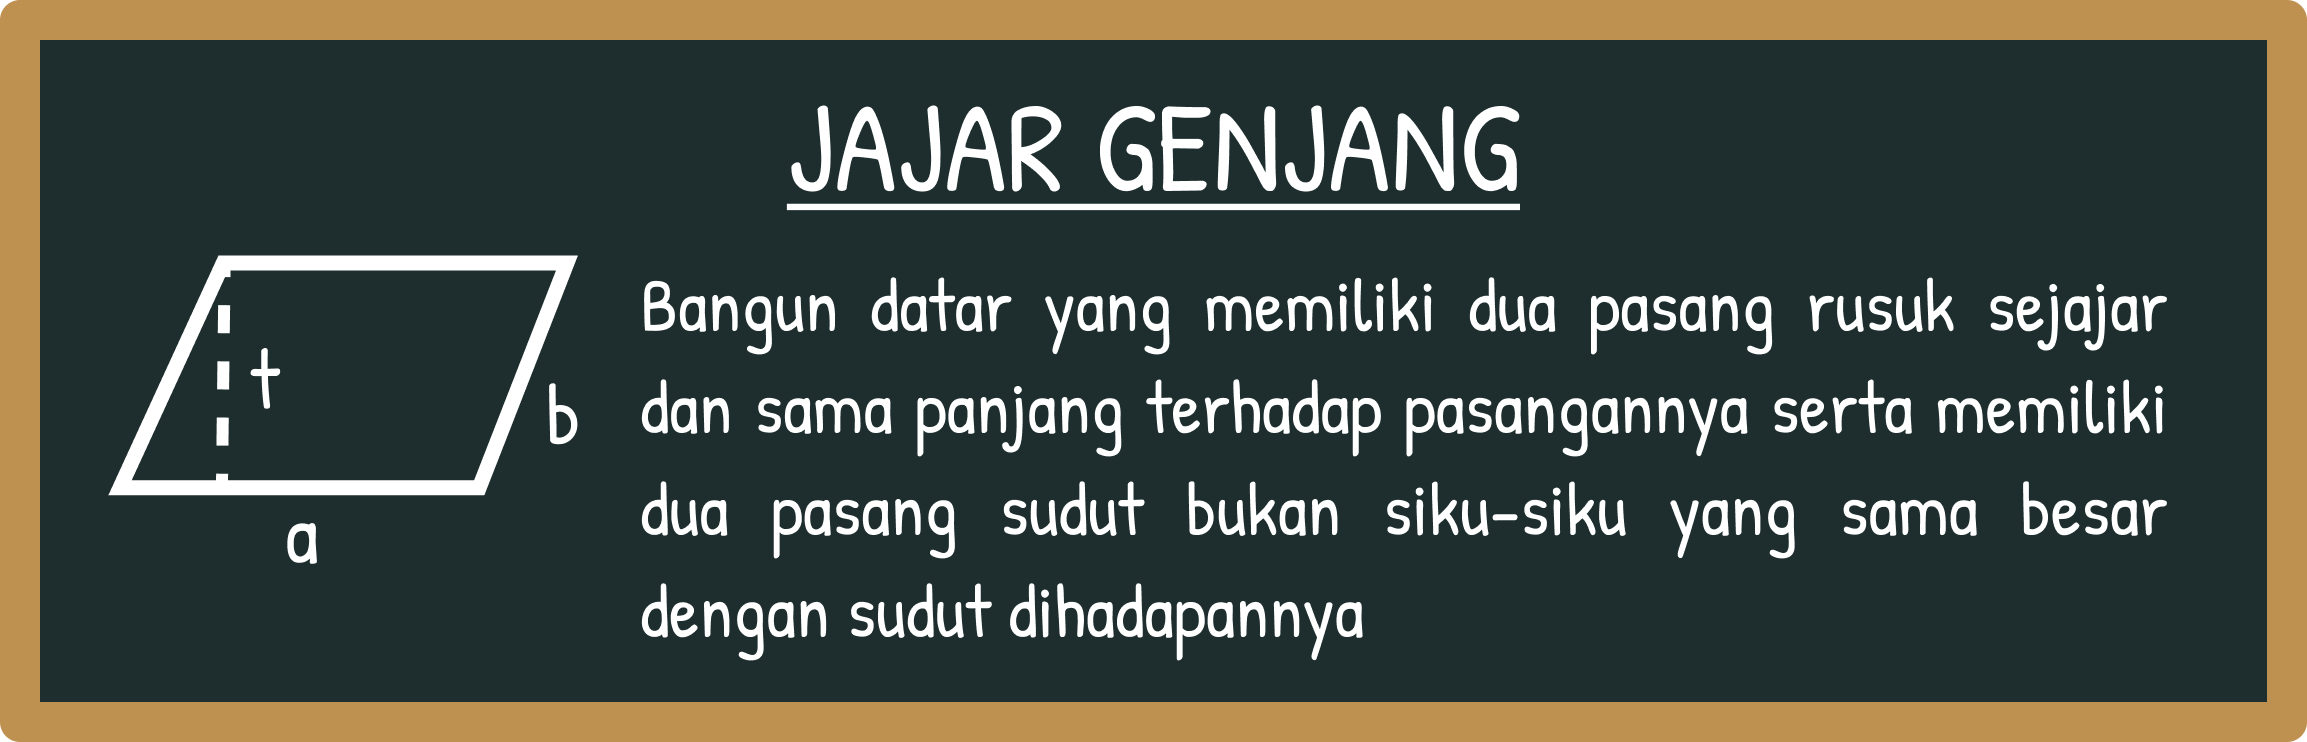 JAJAR GENJANG
t
b
a
Bangun datar yang memiliki dua pasang rusuk sejajar
dan sama panjang terhadap pasangannya serta memiliki
dua pasang sudut bukan siku-siku yang sama besar
dengan sudut dihadapannya